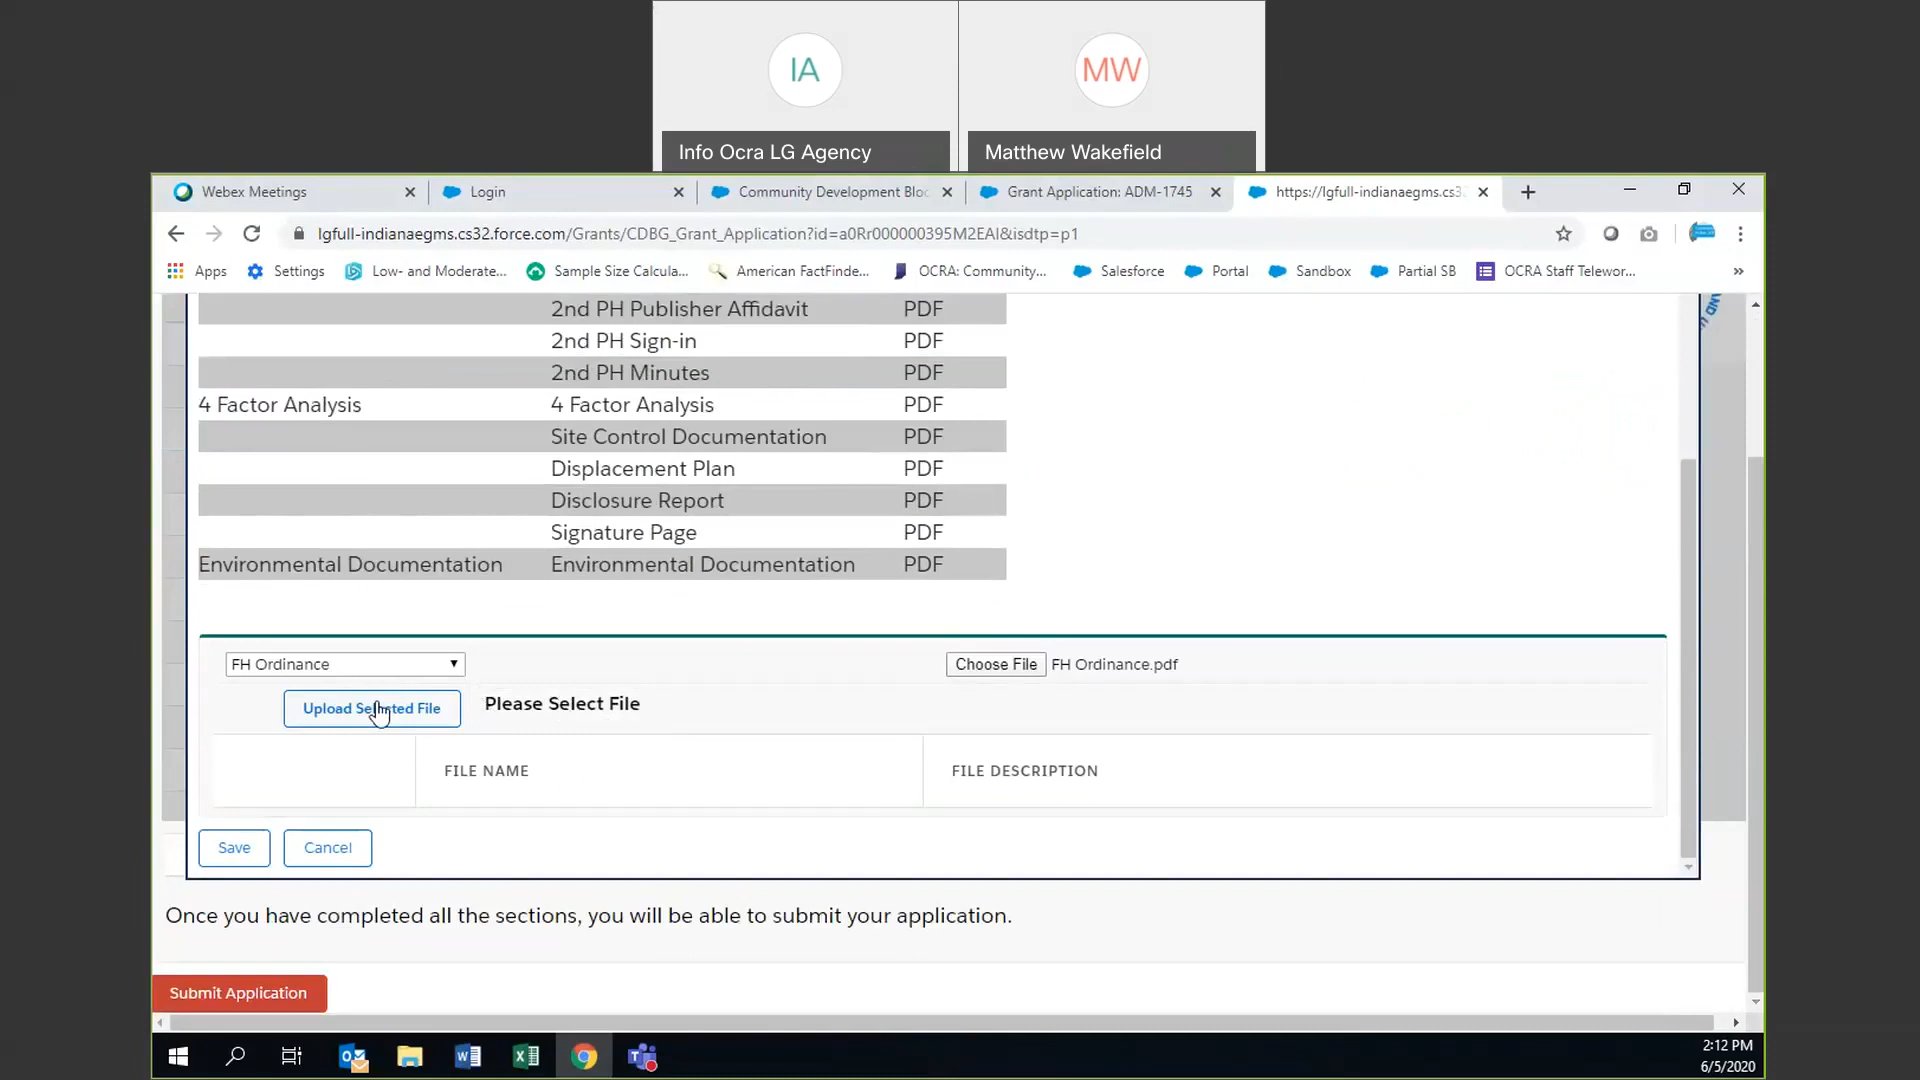 IA
MW
Info Ocra LG Agency
Matthew Wakefield
Webex Meetings
Login
Community Development Bloc
Grant Application: ADM-1745
https://lgfull-indianaegms.cs32
lgfull-indianaegms.cs32.force.com/Grants/CDBG_Grant_Application?id=a0Rr000000395M2EAI&isdtp=p1
Apps
Settings
Low- and Moderate...
Sample Size Calcula...
American FactFinde...
OCRA: Community...
Salesforce
Portal
Sandbox
Partial SB
OCRA Staff Telewor...
»
2nd PH Publisher Affidavit PDF
2nd PH Sign-in PDF
2nd PH Minutes PDF
4 Factor Analysis 4 Factor Analysis PDF
Site Control Documentation PDF
Displacement Plan PDF
Disclosure Report PDF
Signature Page PDF
Environmental Documentation Environmental Documentation PDF
FH Ordinance
Choose File FH Ordinance.pdf
Upload Selected File
Please Select File
FILE NAME
FILE DESCRIPTION
Save
Cancel
Once you have completed all the sections, you will be able to submit your application.
Submit Application
2:12 PM
6/5/2020